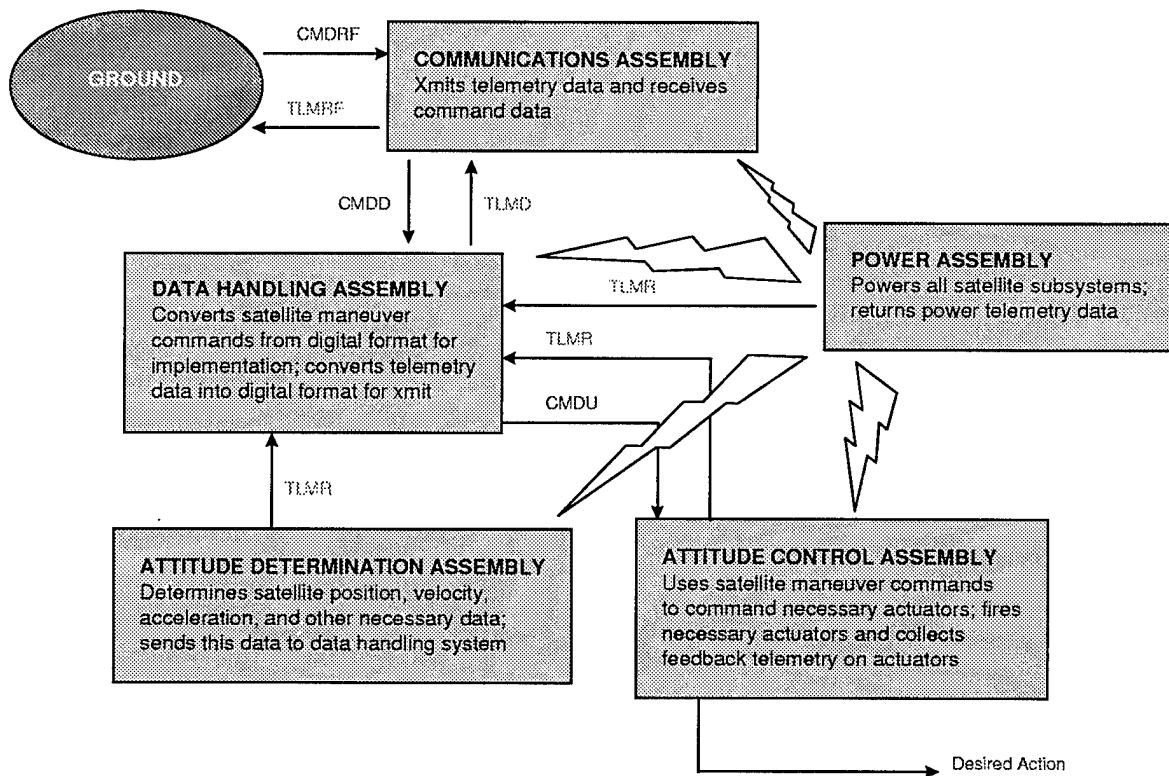 CMDRF
GROUND
TLMRF
COMMUNICATIONS ASSEMBLY
Xmits telemetry data and receives
command data
CMDD
TLMD
DATA HANDLING ASSEMBLY
Converts satellite maneuver
commands from digital format for
implementation; converts telemetry
data into digital format for xmit
POWER ASSEMBLY
Powers all satellite subsystems;
returns power telemetry data
TLMR
TLMR
CMDU
TLMR
ATTITUDE DETERMINATION ASSEMBLY
Determines satellite position, velocity,
acceleration, and other necessary data;
sends this data to data handling system
ATTITUDE CONTROL ASSEMBLY
Uses satellite maneuver commands
to command necessary actuators; fires
necessary actuators and collects
feedback telemetry on actuators
Desired Action